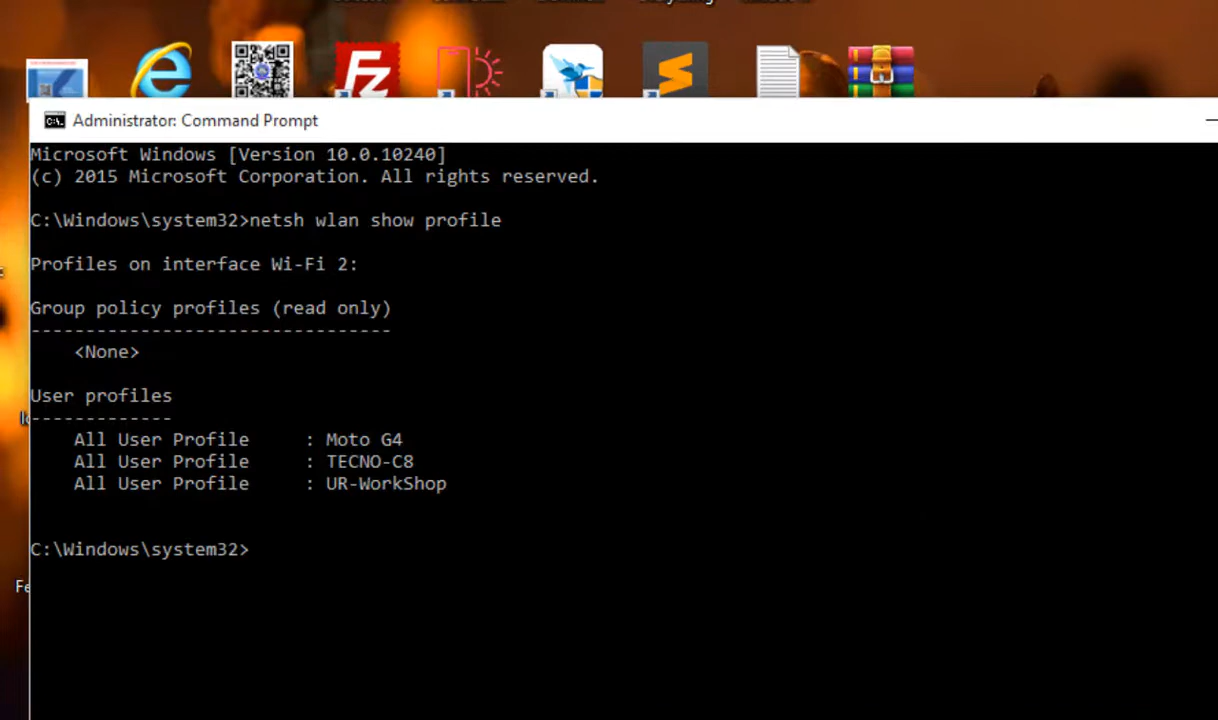 Administrator: Command Prompt
Microsoft Windows [Version 10.0.10240]
(c) 2015 Microsoft Corporation. All rights reserved.
C:\Windows\system32>netsh wlan show profile
Profiles on interface Wi-Fi 2:
Group policy profiles (read only)
---------------------------------
<None>
User profiles
-------------
All User Profile     : Moto G4
All User Profile     : TECNO-C8
All User Profile     : UR-WorkShop
C:\Windows\system32>